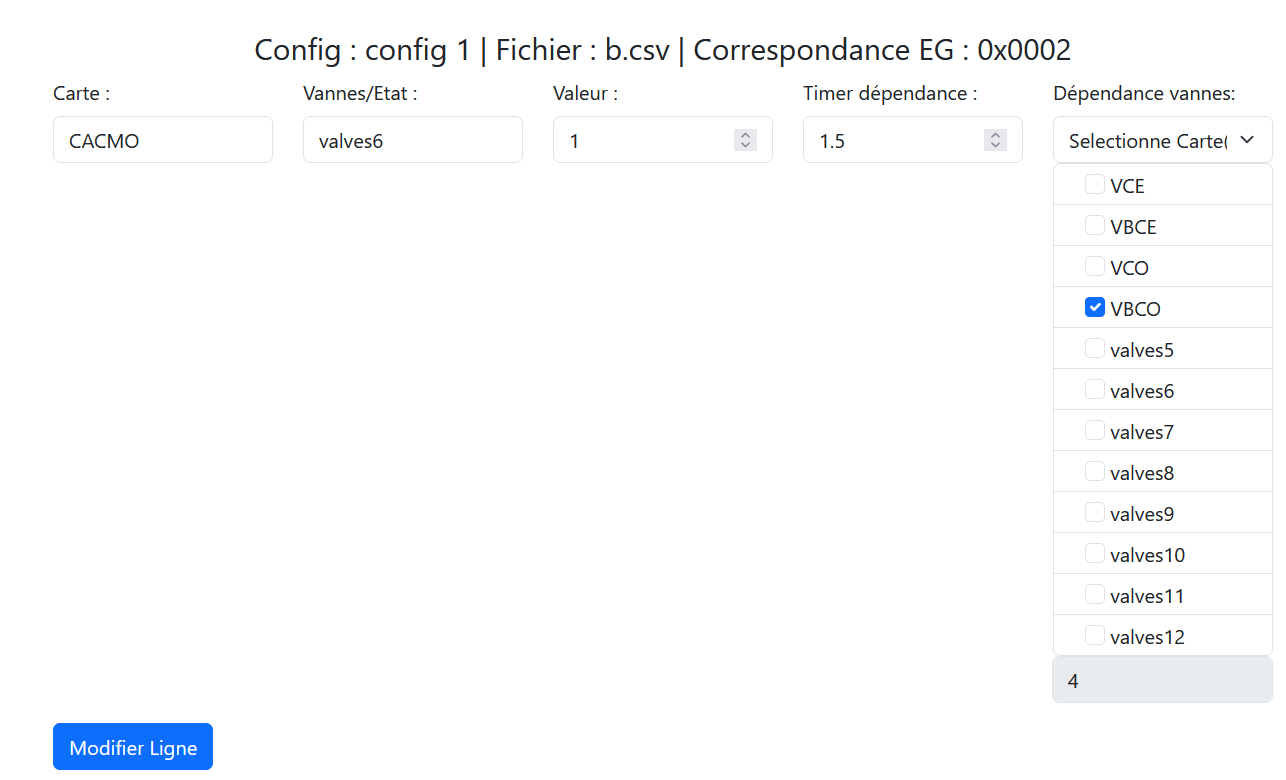 Config : config 1 | Fichier : b.csv | Correspondance EG : 0x0002
Carte :
CACMO
Vannes/Etat :
valves6
Valeur :
1
Timer dépendance :
1.5
Dépendance vannes:
Selectionne Carte(
VCE
VBCE
VCO
VBCO
valves5
valves6
valves7
valves8
valves9
valves10
valves11
valves12
4
Modifier Ligne